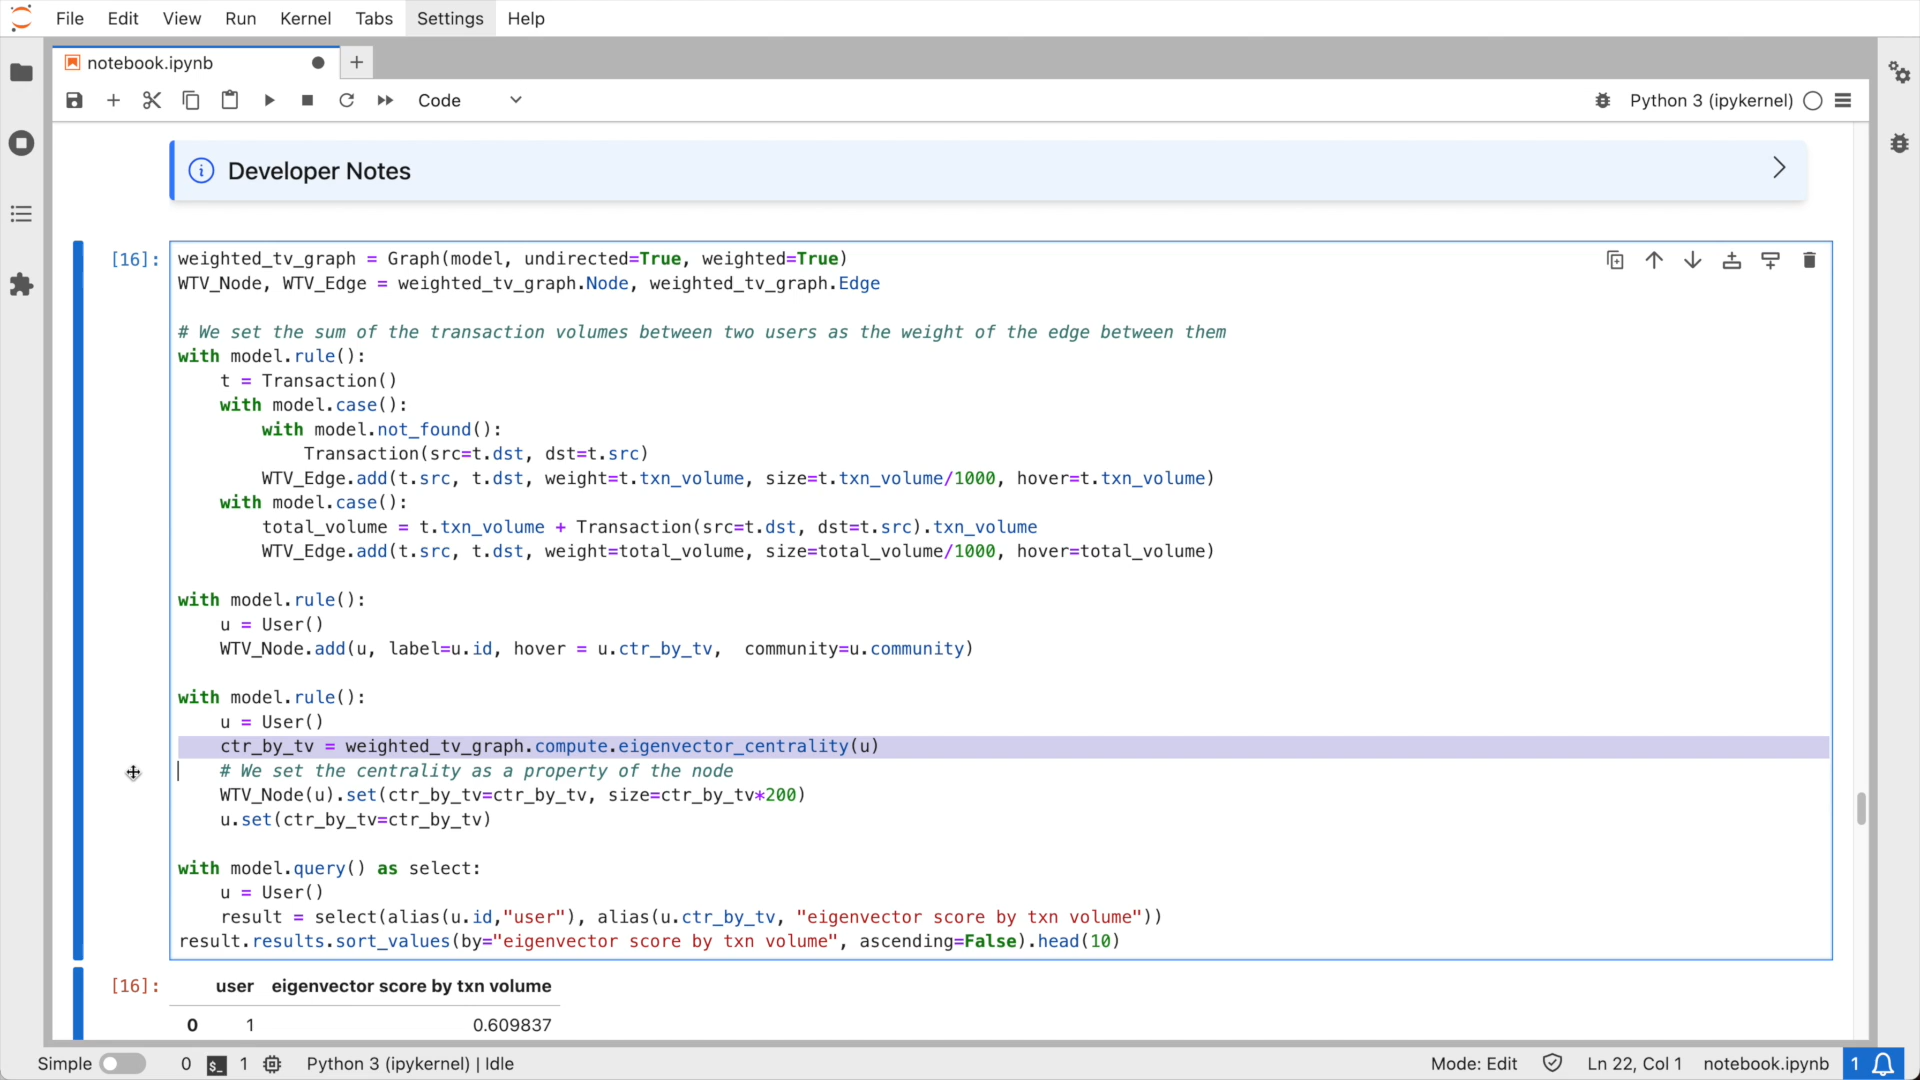 File Edit View Run Kernel Tabs Settings Help
notebook.ipynb
Code
Python 3 (ipykernel)
Developer Notes
[16]:
weighted_tv_graph = Graph(model, undirected=True, weighted=True)
WTV_Node, WTV_Edge = weighted_tv_graph.Node, weighted_tv_graph.Edge
# We set the sum of the transaction volumes between two users as the weight of the edge between them
with model.rule():
    t = Transaction()
    with model.case():
        with model.not_found():
            Transaction(src=t.dst, dst=t.src)
        WTV_Edge.add(t.src, t.dst, weight=t.txn_volume, size=t.txn_volume/1000, hover=t.txn_volume)
    with model.case():
        total_volume = t.txn_volume + Transaction(src=t.dst, dst=t.src).txn_volume
        WTV_Edge.add(t.src, t.dst, weight=total_volume, size=total_volume/1000, hover=total_volume)
with model.rule():
    u = User()
    WTV_Node.add(u, label=u.id, hover = u.ctr_by_tv,  community=u.community)
with model.rule():
    u = User()
    ctr_by_tv = weighted_tv_graph.compute.eigenvector_centrality(u)
    # We set the centrality as a property of the node
    WTV_Node(u).set(ctr_by_tv=ctr_by_tv, size=ctr_by_tv*200)
    u.set(ctr_by_tv=ctr_by_tv)
with model.query() as select:
    u = User()
    result = select(alias(u.id,"user"), alias(u.ctr_by_tv, "eigenvector score by txn volume"))
result.results.sort_values(by="eigenvector score by txn volume", ascending=False).head(10)
[16]:
user eigenvector score by txn volume
0 1 0.609837
Simple 0 $_ 1 Python 3 (ipykernel) | Idle Mode: Edit Ln 22, Col 1 notebook.ipynb 1